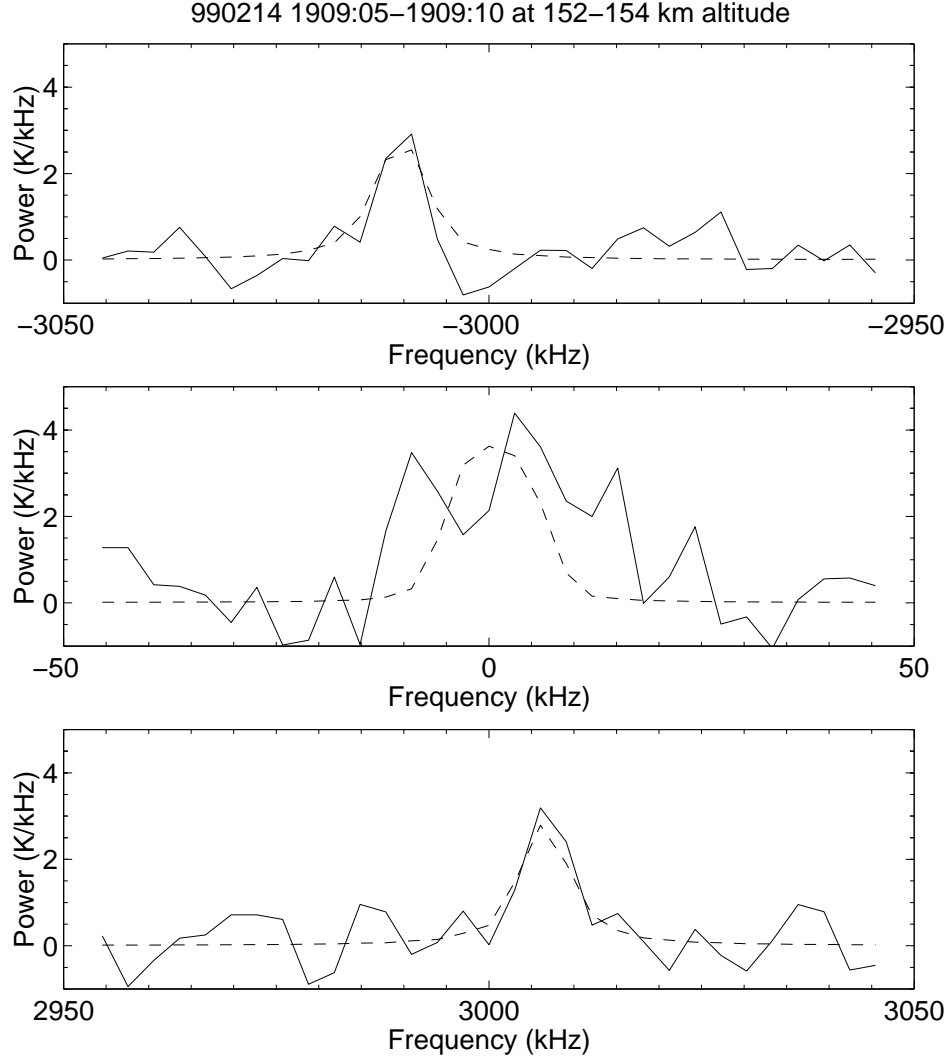 990214 1909:05−1909:10 at 152−154 km altitude
Power (K/kHz)
4
2
0
−3050 −3000 −2950
Frequency (kHz)
Power (K/kHz)
4
2
0
−50 0 50
Frequency (kHz)
Power (K/kHz)
4
2
0
2950 3000 3050
Frequency (kHz)